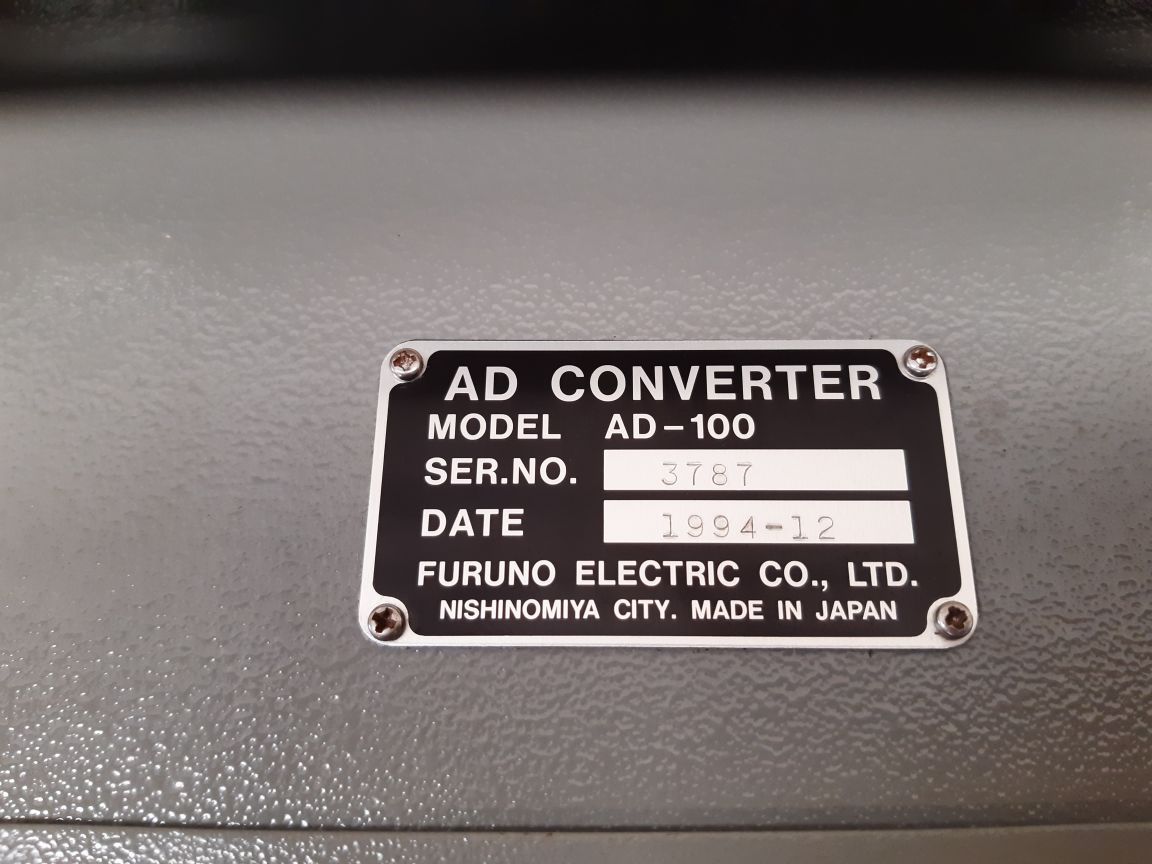 AD CONVERTER
MODEL AD-100
SER.NO. 3787
DATE 1994-12
FURUNO ELECTRIC CO., LTD.
NISHINOMIYA CITY. MADE IN JAPAN